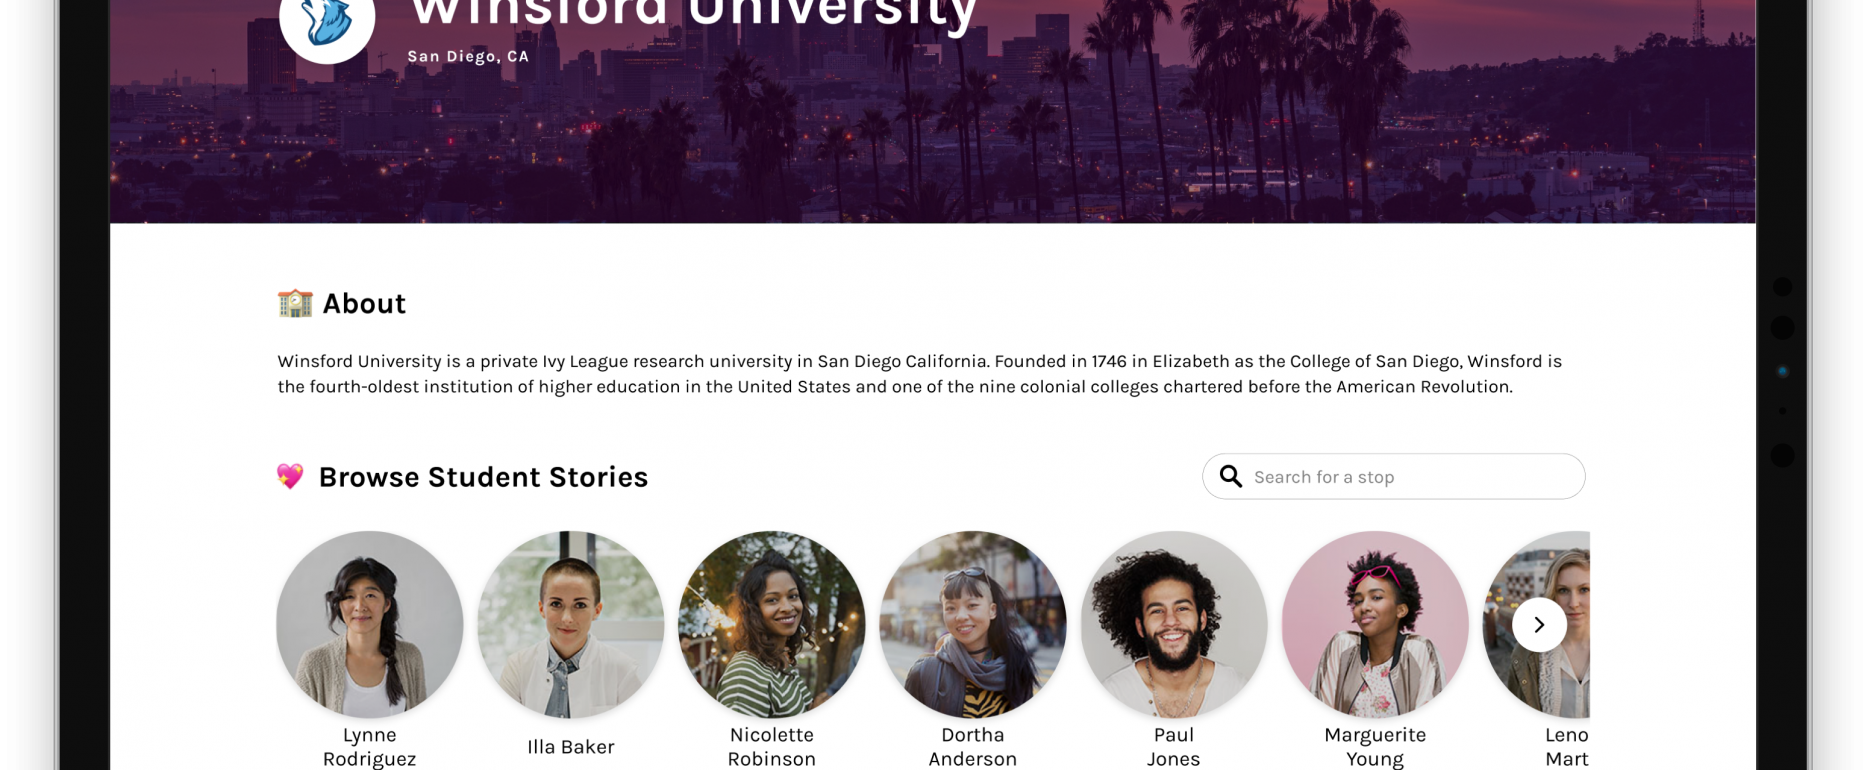 Winsford University
San Diego, CA
About
Winsford University is a private Ivy League research university in San Diego California. Founded in 1746 in Elizabeth as the College of San Diego, Winsford is
the fourth-oldest institution of higher education in the United States and one of the nine colonial colleges chartered before the American Revolution.
Browse Student Stories
Search for a stop
Lynne
Rodriguez
Illa Baker
Nicolette
Robinson
Dortha
Anderson
Paul
Jones
Marguerite
Young
Leno
Mart